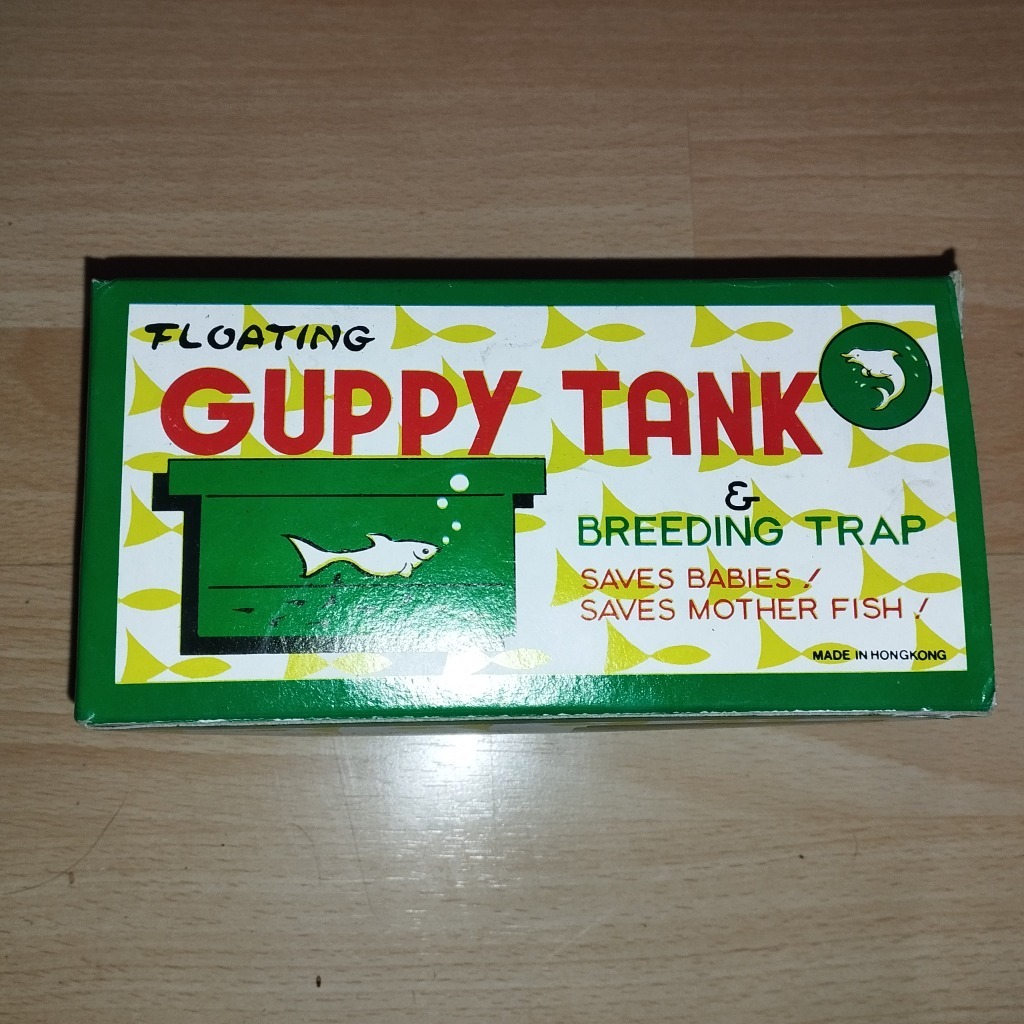 FLOATING
GUPPY TANK
&
BREEDING TRAP
SAVES BABIES!
SAVES MOTHER FISH!
MADE IN HONGKONG